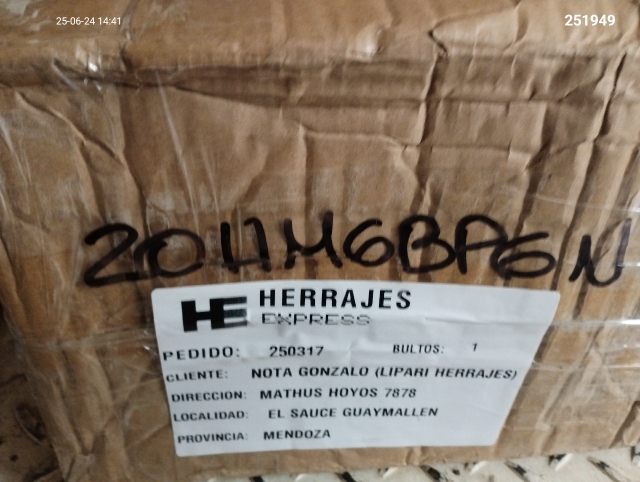 25-06-24 14:41
251949
20HM6BPGN
HE HERRAJES
EXPRESS
PEDIDO: 250317 BULTOS: 1
CLIENTE: NOTA GONZALO (LIPARI HERRAJES)
DIRECCION: MATHUS HOYOS 7878
LOCALIDAD: EL SAUCE GUAYMALLEN
PROVINCIA: MENDOZA